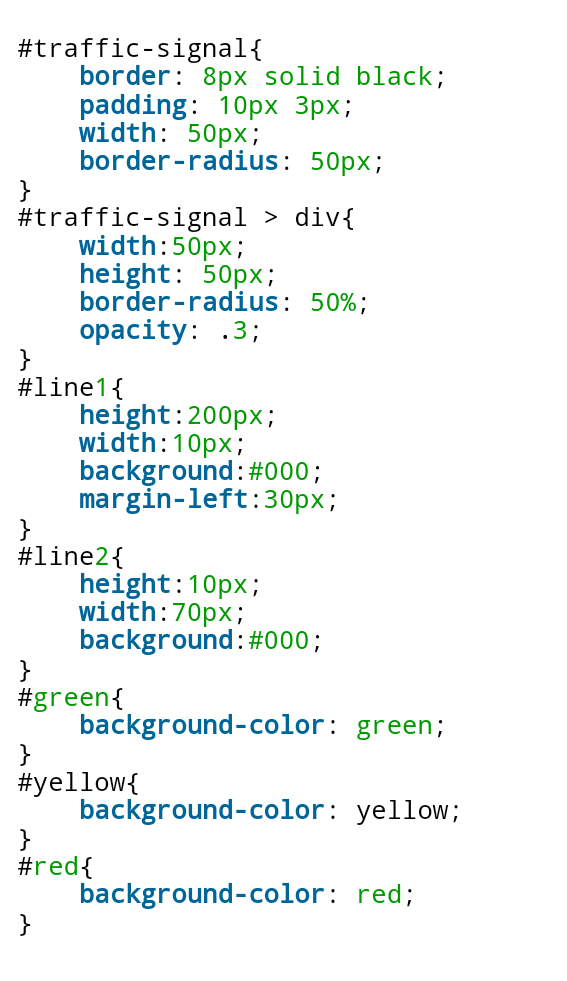 #traffic-signal{
    border: 8px solid black;
    padding: 10px 3px;
    width: 50px;
    border-radius: 50px;
}
#traffic-signal > div{
    width:50px;
    height: 50px;
    border-radius: 50%;
    opacity: .3;
}
#line1{
    height:200px;
    width:10px;
    background:#000;
    margin-left:30px;
}
#line2{
    height:10px;
    width:70px;
    background:#000;
}
#green{
    background-color: green;
}
#yellow{
    background-color: yellow;
}
#red{
    background-color: red;
}